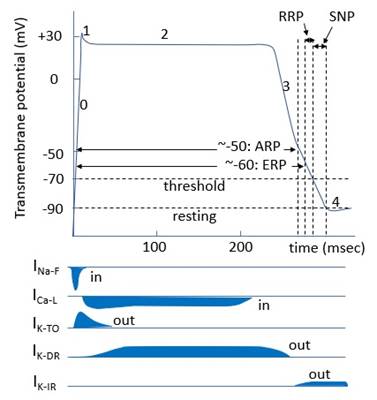 RRP SNP
Transmembrane potential (mV)
+30
1
2
0
3
0
-50
~-50: ARP
~-60: ERP
-70
threshold
4
-90
resting
100 200 time (msec)
INa-F in
ICa-L in
IK-TO out
IK-DR out
IK-IR out